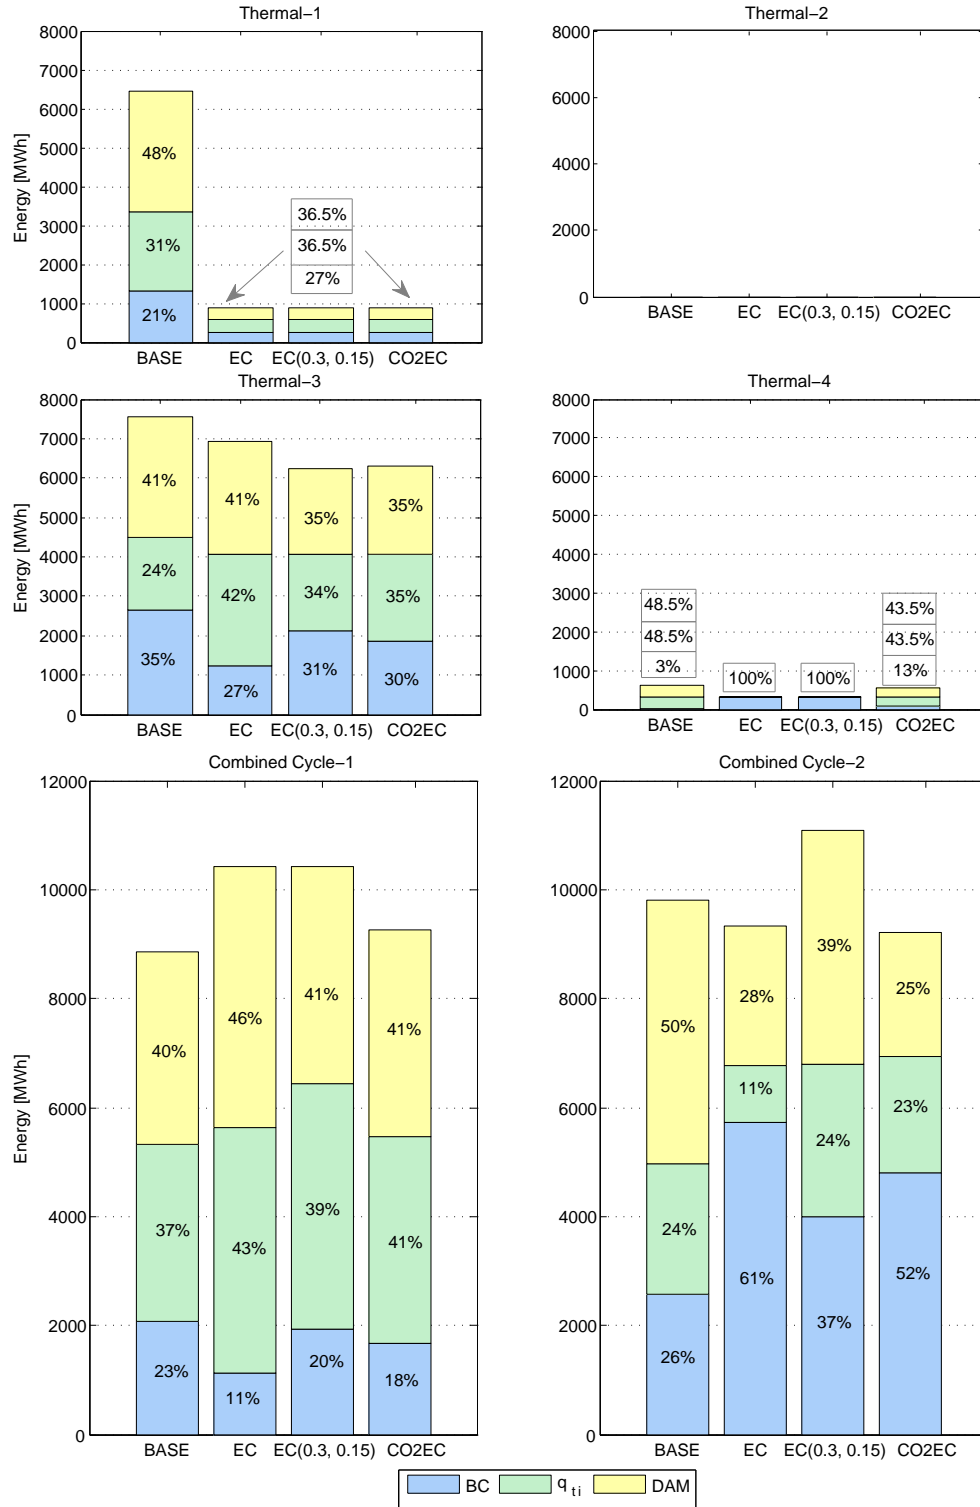 Thermal−1
Thermal−2
8000
7000
6000
5000
4000
3000
2000
1000
0
Energy [MWh]
48%
31%
21%
36.5%
36.5%
27%
BASE EC EC(0.3, 0.15) CO2EC
8000
6000
4000
2000
0
BASE EC EC(0.3, 0.15) CO2EC
Thermal−3
Thermal−4
8000
7000
6000
5000
4000
3000
2000
1000
0
Energy [MWh]
41% 41% 35% 35%
24% 42% 34% 35%
35% 27% 31% 30%
BASE EC EC(0.3, 0.15) CO2EC
8000
7000
6000
5000
4000
3000
2000
1000
0
48.5% 43.5%
48.5% 43.5%
3% 100% 100% 13%
BASE EC EC(0.3, 0.15) CO2EC
Combined Cycle−1
Combined Cycle−2
12000
10000
8000
6000
4000
2000
0
Energy [MWh]
40% 46% 41% 41%
37% 43% 39% 41%
23% 11% 20% 18%
BASE EC EC(0.3, 0.15) CO2EC
12000
10000
8000
6000
4000
2000
0
50% 28% 39% 25%
24% 11% 24% 23%
26% 61% 37% 52%
BASE EC EC(0.3, 0.15) CO2EC
BC q ti DAM